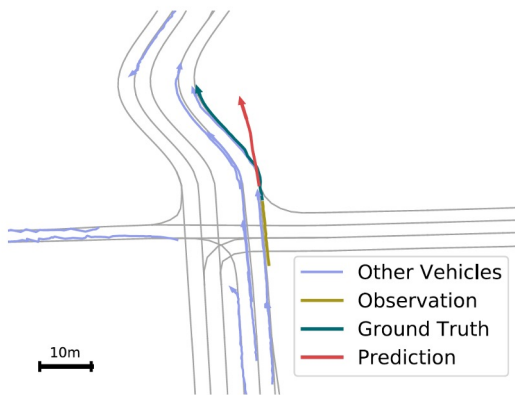 Other Vehicles
Observation
Ground Truth
Prediction
10m